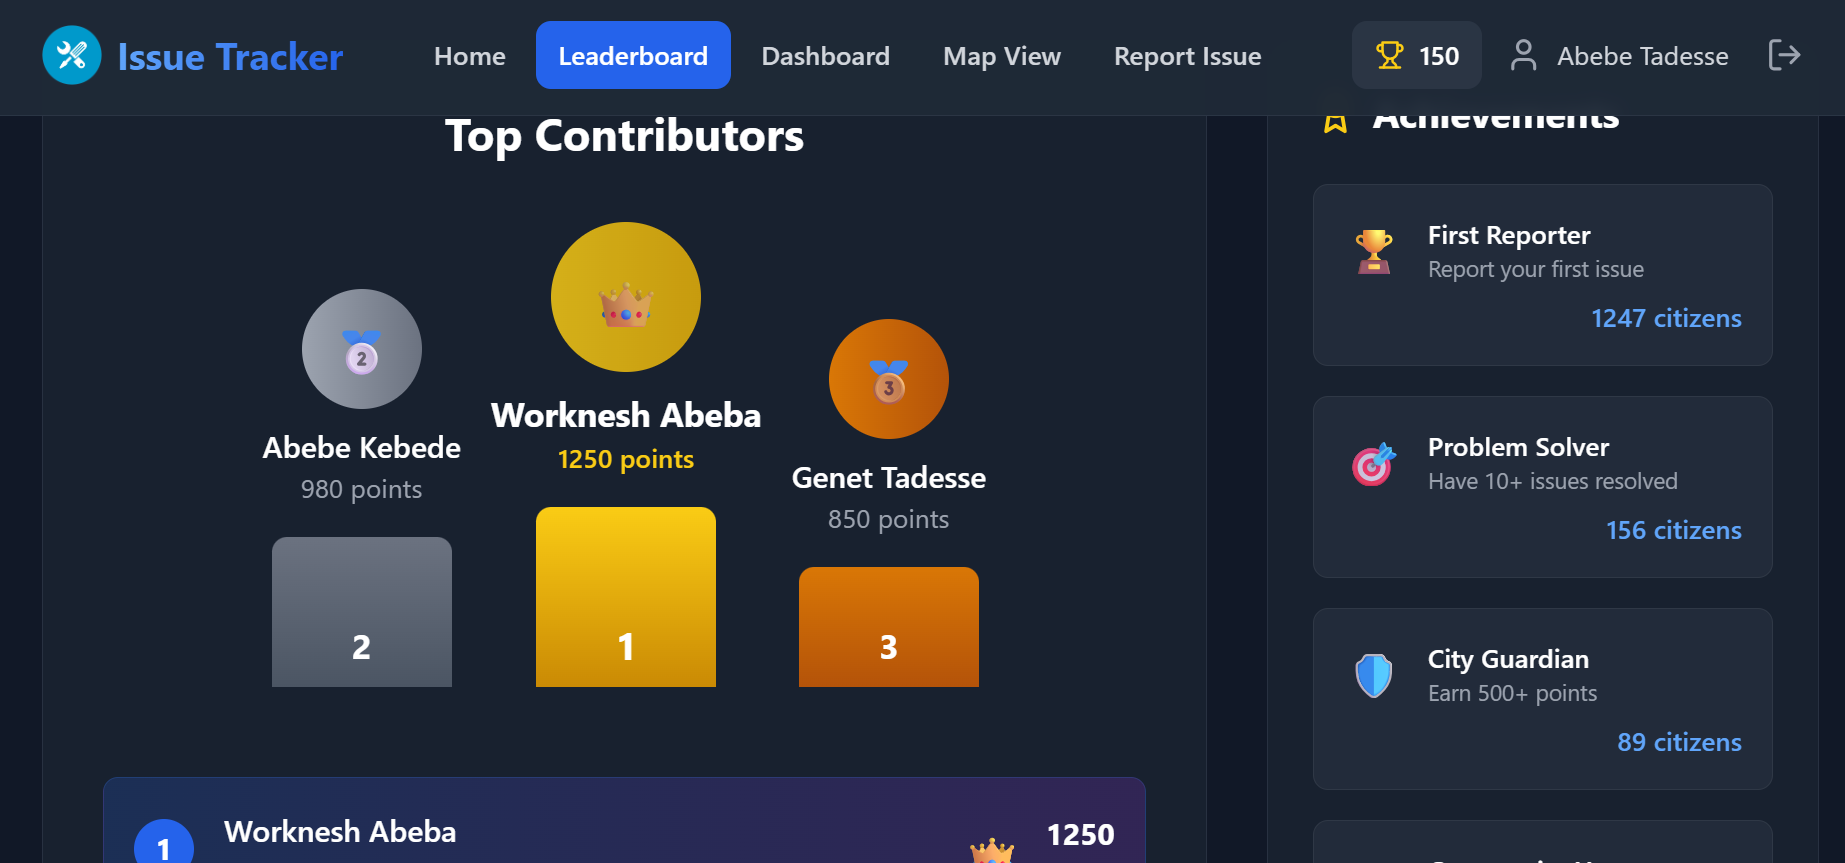 Issue Tracker
Home
Leaderboard
Dashboard
Map View
Report Issue
150
Abebe Tadesse
Top Contributors
2
Abebe Kebede
980 points
Worknesh Abeba
1250 points
3
Genet Tadesse
850 points
2
1
3
1
Worknesh Abeba
1250
Achievements
First Reporter
Report your first issue
1247 citizens
Problem Solver
Have 10+ issues resolved
156 citizens
City Guardian
Earn 500+ points
89 citizens